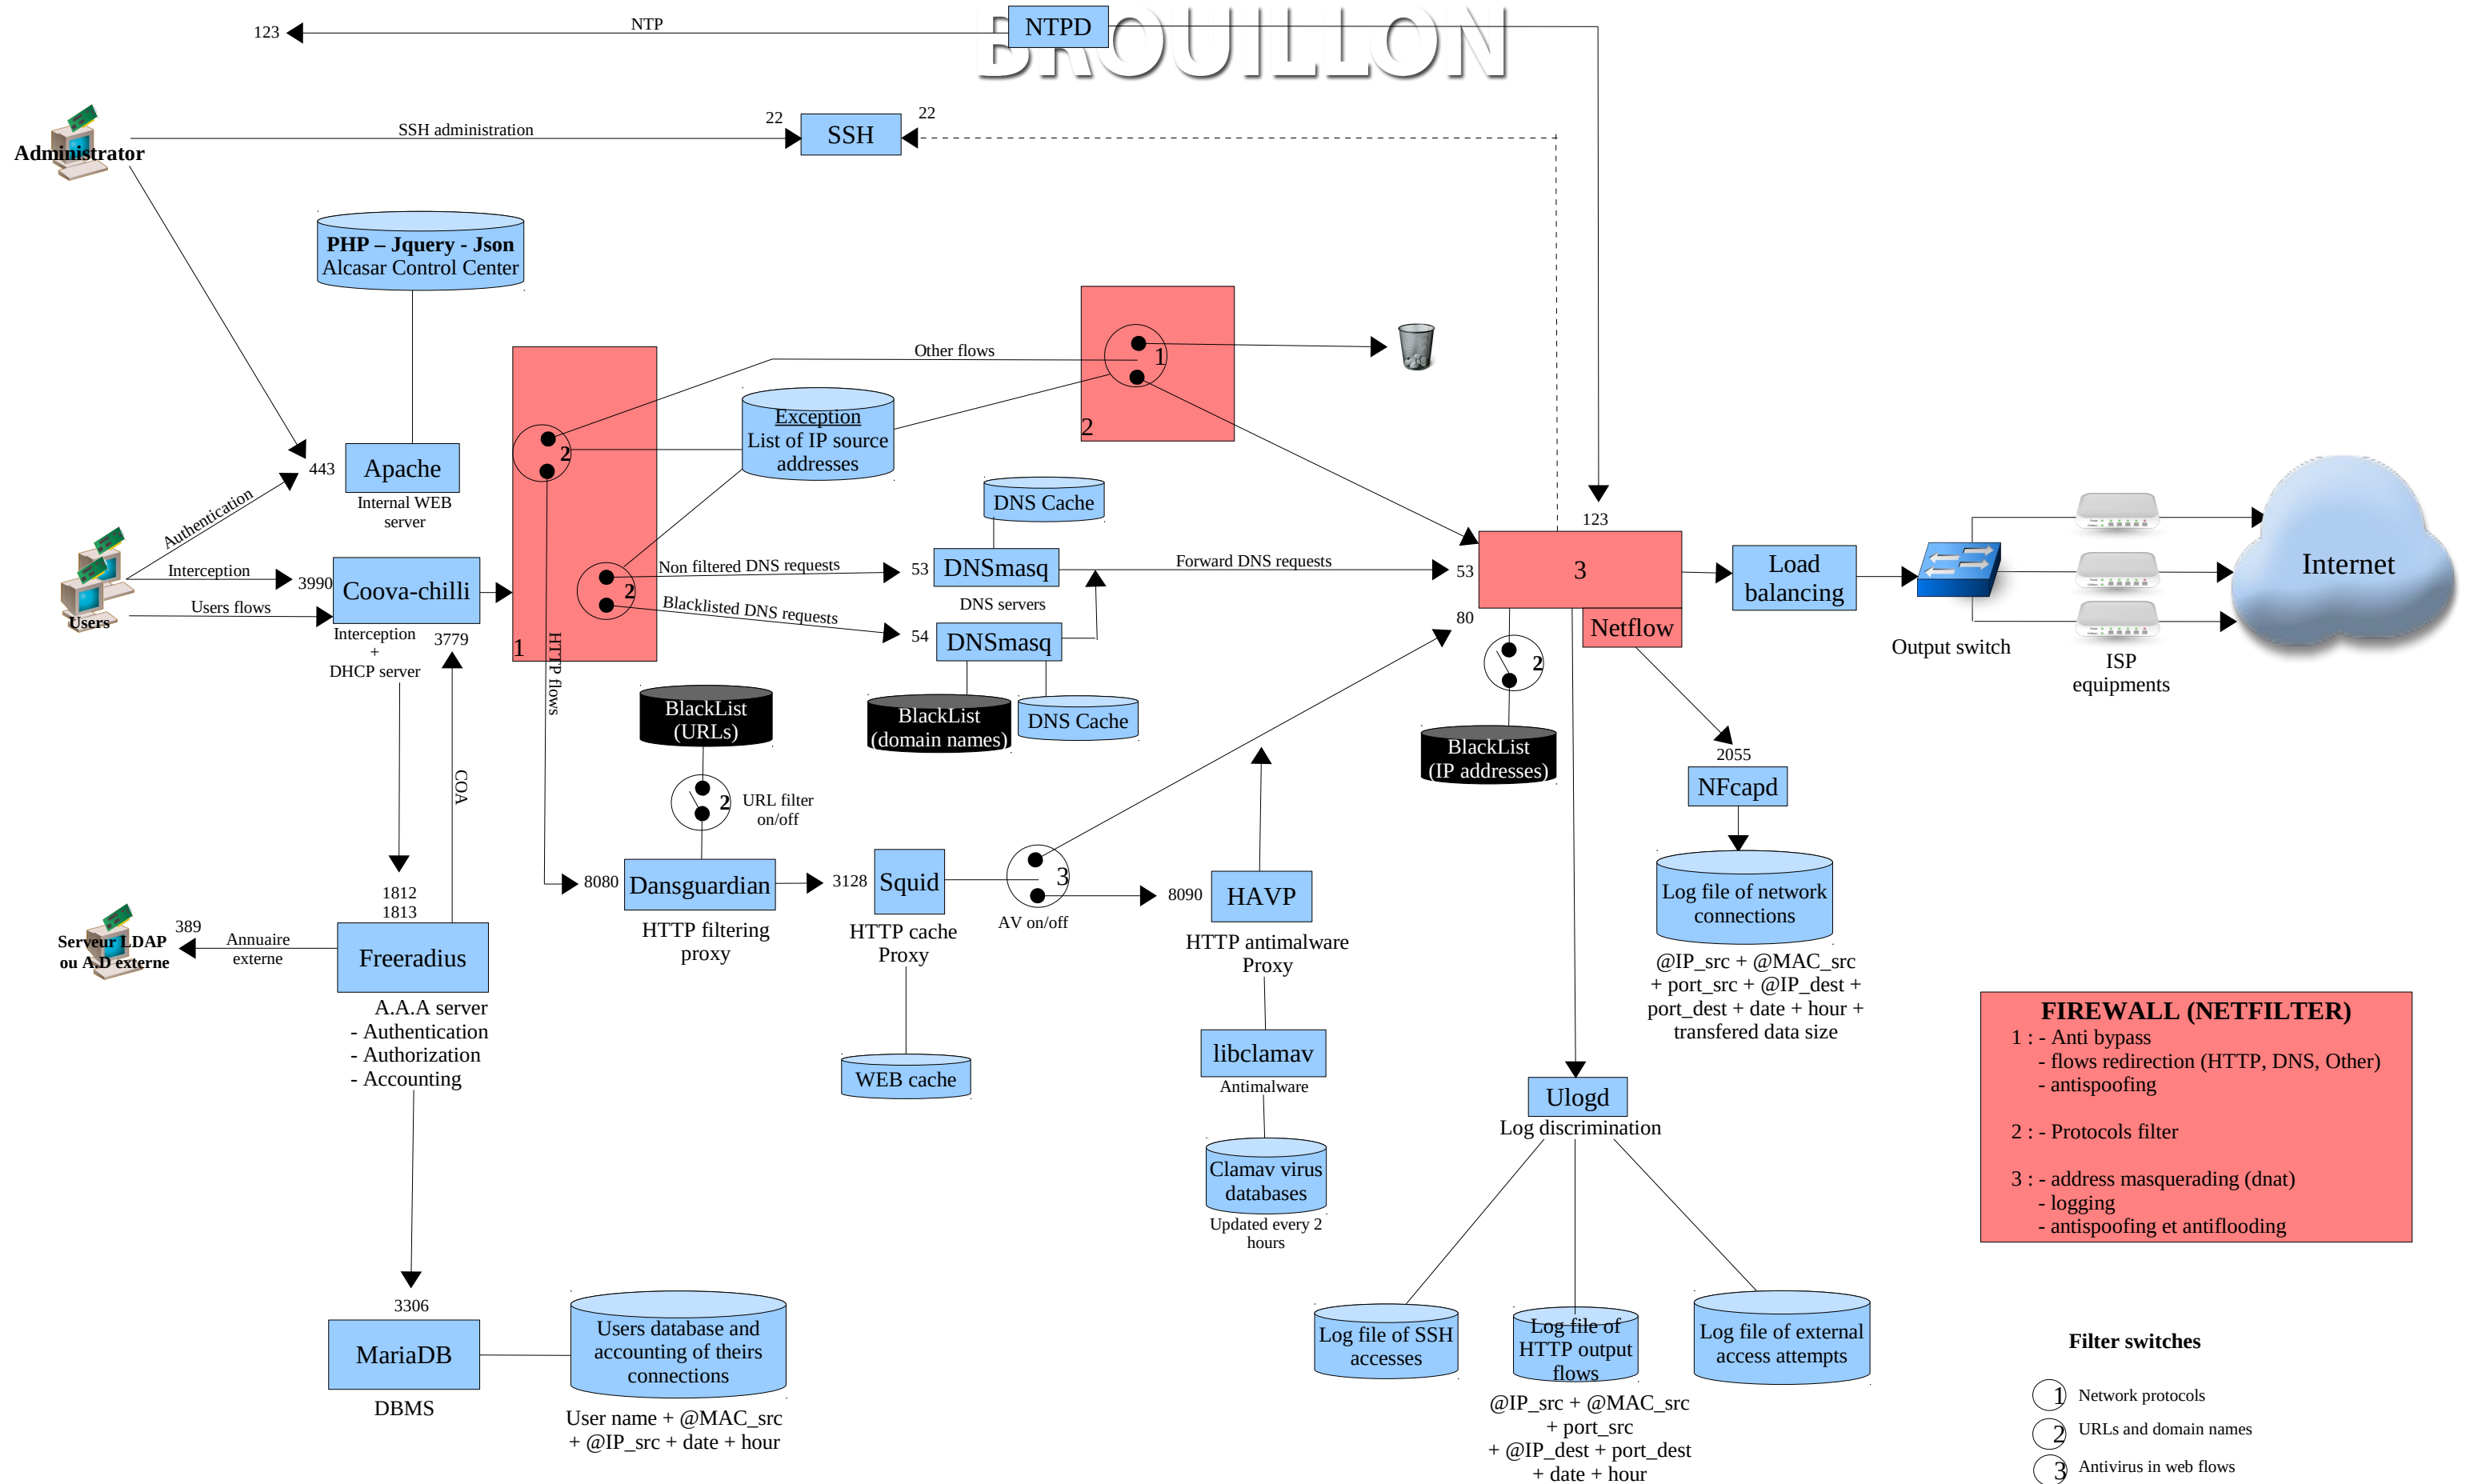 BROUILLON
NTPD
NTP
123
SSH administration
22
SSH
22
Administrator
PHP – Jquery - Json
Alcasar Control Center
Other flows
1
2
Exception
List of IP source
addresses
2
443
Apache
Internal WEB
server
Authentication
Interception
3990
Users flows
Users
Coova-chilli
Interception
+
DHCP server
3779
COA
1
HTTP flows
2
Non filtered DNS requests
Blacklisted DNS requests
53
DNSmasq
DNS servers
DNS Cache
54
DNSmasq
BlackList
(domain names)
DNS Cache
Forward DNS requests
53
80
123
3
Netflow
Load
balancing
Output switch
ISP
equipments
Internet
2
BlackList
(IP addresses)
2055
NFcapd
Log file of network
connections
@IP_src + @MAC_src
+ port_src + @IP_dest +
port_dest + date + hour +
transfered data size
BlackList
(URLs)
2
URL filter
on/off
8080
Dansguardian
HTTP filtering
proxy
3128
Squid
HTTP cache
Proxy
WEB cache
3
AV on/off
8090
HAVP
HTTP antimalware
Proxy
libclamav
Antimalware
Clamav virus
databases
Updated every 2
hours
1812
1813
Serveur LDAP
ou A.D externe
389
Annuaire
externe
Freeradius
A.A.A server
- Authentication
- Authorization
- Accounting
3306
MariaDB
DBMS
Users database and
accounting of theirs
connections
User name + @MAC_src
+ @IP_src + date + hour
Ulogd
Log discrimination
Log file of SSH
accesses
Log file of
HTTP output
flows
@IP_src + @MAC_src
+ port_src
+ @IP_dest + port_dest
+ date + hour
Log file of external
access attempts
FIREWALL (NETFILTER)
1 : - Anti bypass
- flows redirection (HTTP, DNS, Other)
- antispoofing
2 : - Protocols filter
3 : - address masquerading (dnat)
- logging
- antispoofing et antiflooding
Filter switches
1 Network protocols
2 URLs and domain names
3 Antivirus in web flows